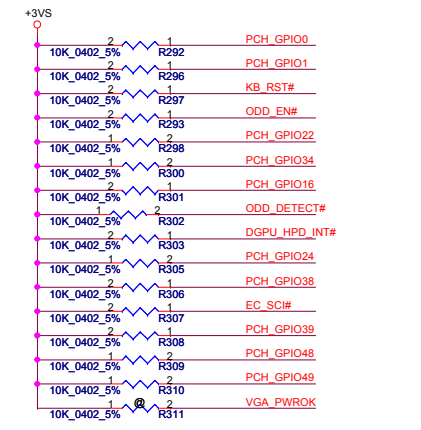 +3VS
2 1 PCH_GPIO0
10K_0402_5% R292
2 1 PCH_GPIO1
10K_0402_5% R296
2 1 KB_RST#
10K_0402_5% R297
2 1 ODD_EN#
10K_0402_5% R293
1 2 PCH_GPIO22
10K_0402_5% R298
1 2 PCH_GPIO34
10K_0402_5% R300
2 1 PCH_GPIO16
10K_0402_5% R301
1 2 ODD_DETECT#
10K_0402_5% R302
2 1 DGPU_HPD_INT#
10K_0402_5% R303
1 2 PCH_GPIO24
10K_0402_5% R305
2 1 PCH_GPIO38
10K_0402_5% R306
2 1 EC_SCI#
10K_0402_5% R307
2 1 PCH_GPIO39
10K_0402_5% R308
1 2 PCH_GPIO48
10K_0402_5% R309
1 2 PCH_GPIO49
10K_0402_5% R310
1 @ 2 VGA_PWROK
10K_0402_5% R311